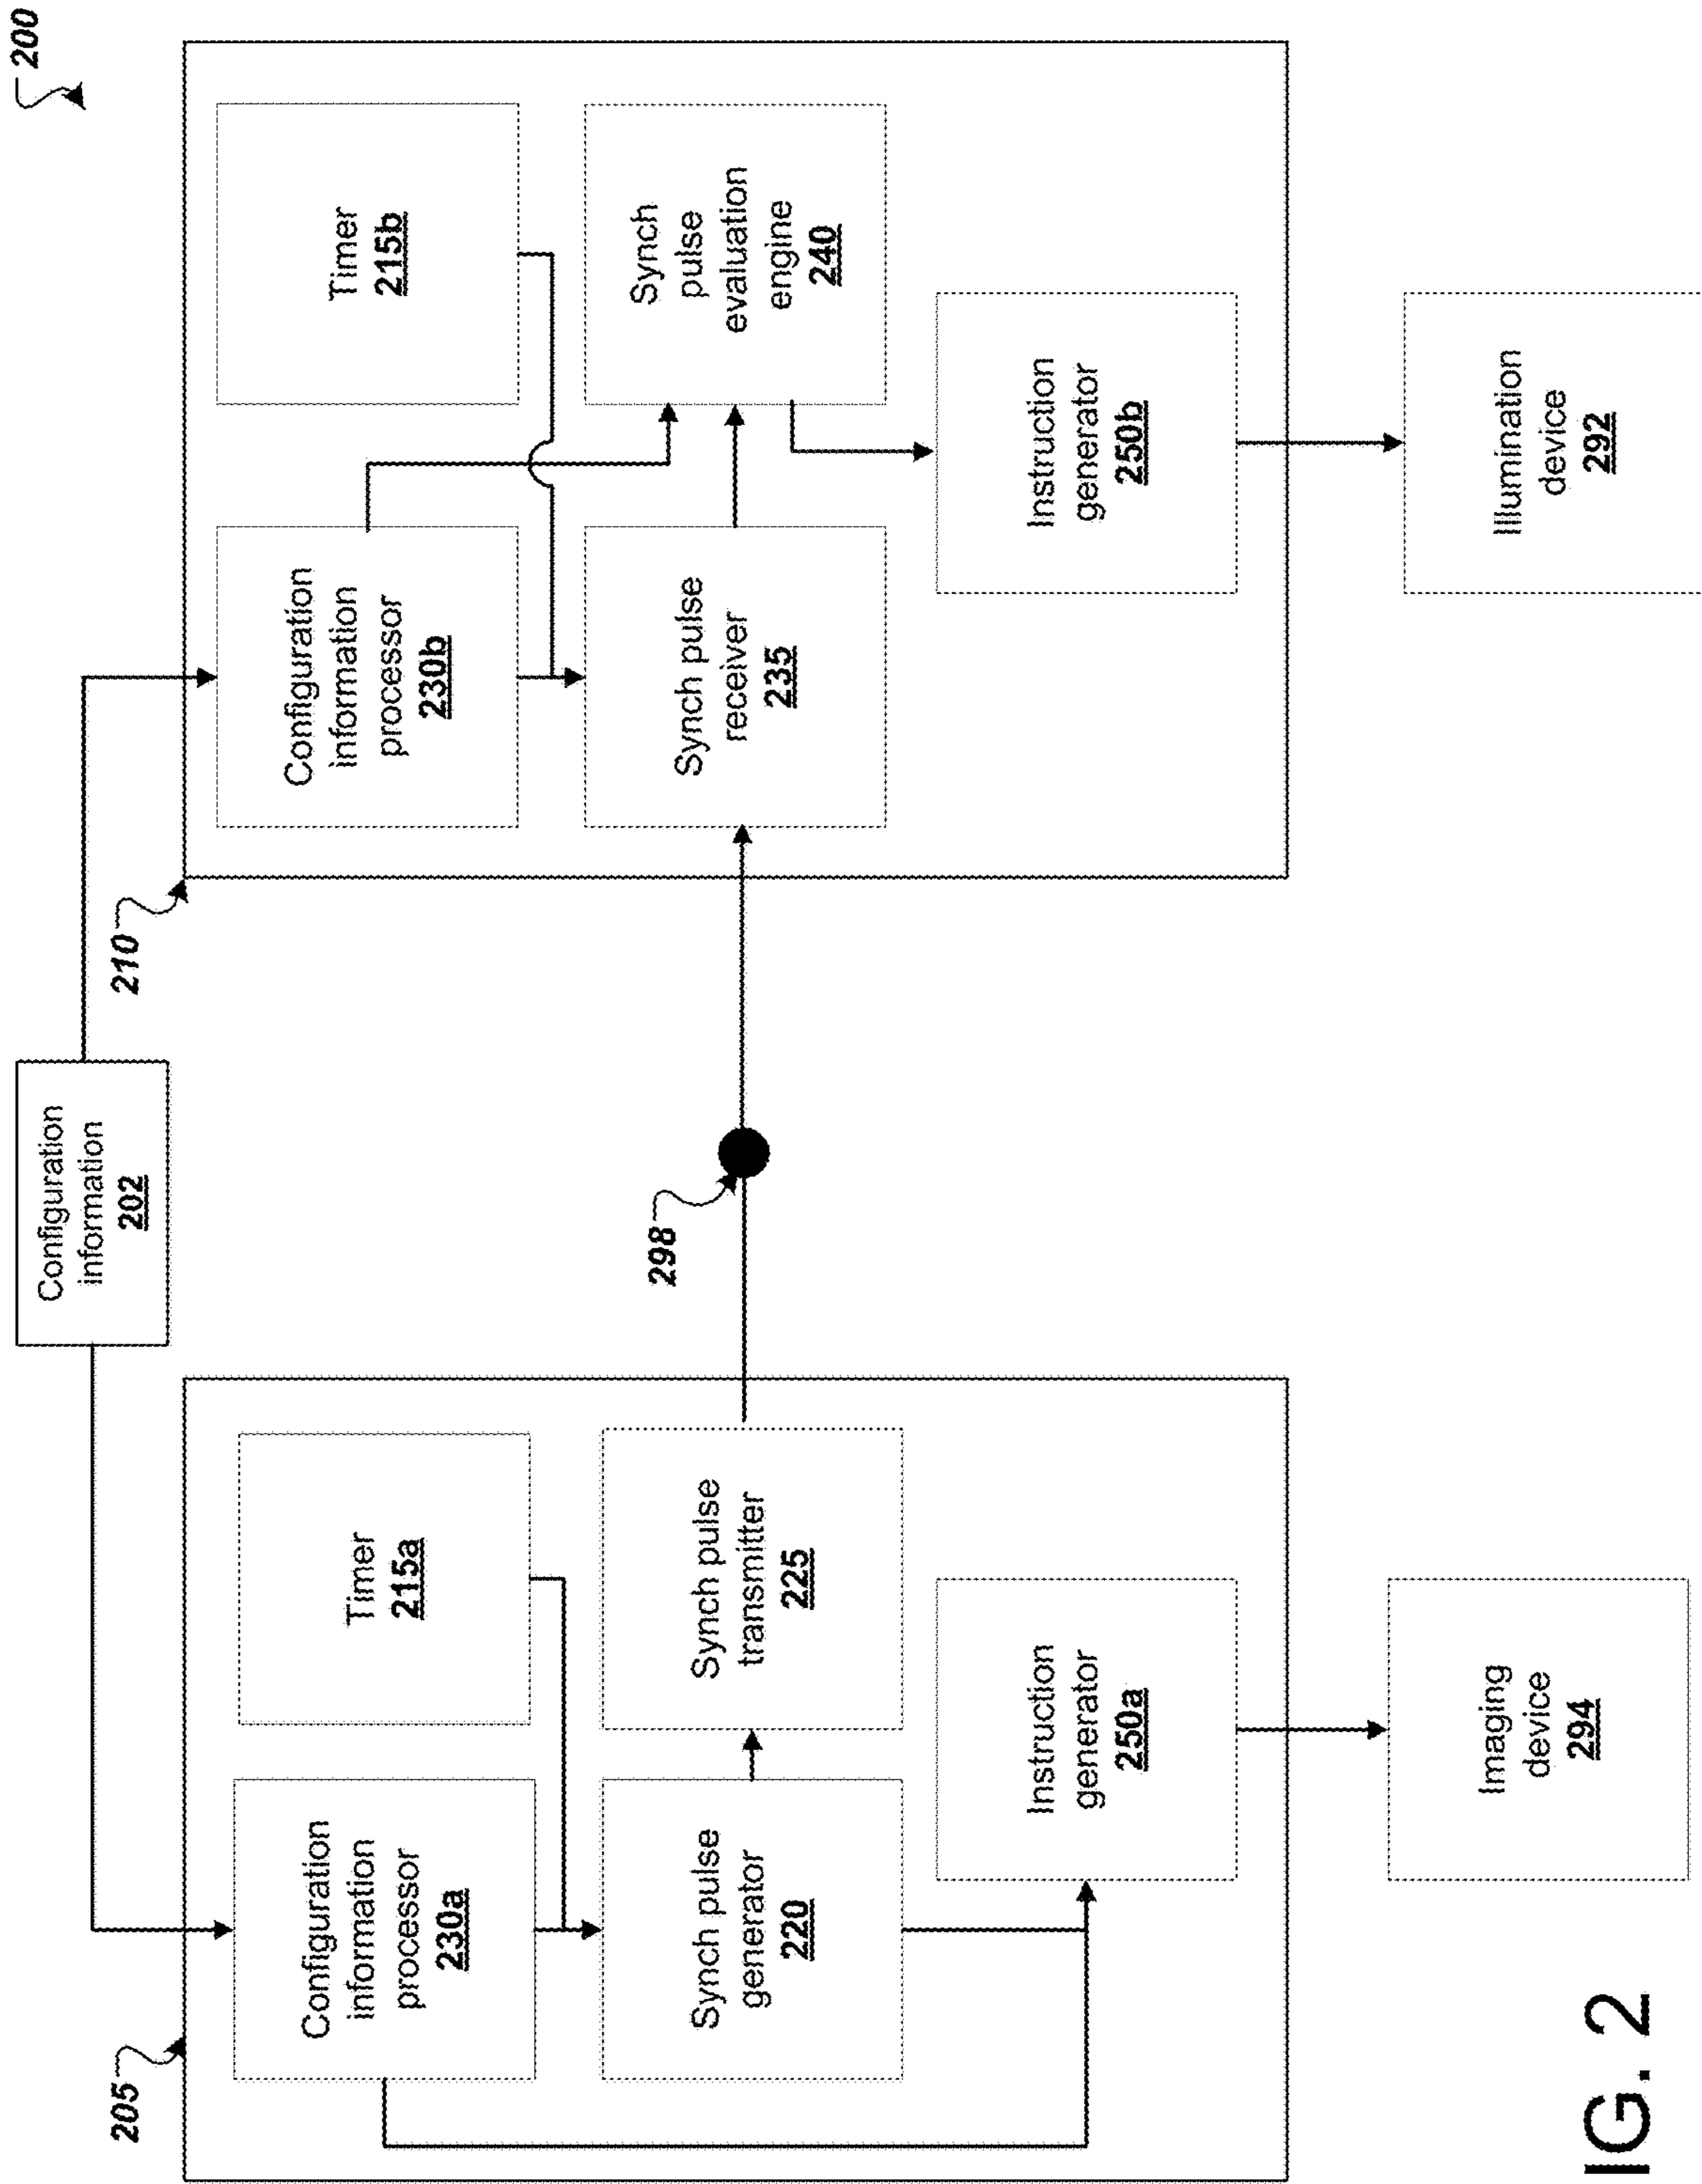 200
Configuration
information
202
205
210
Configuration
information
processor
230a
Timer
215a
Synch pulse
generator
220
Synch pulse
transmitter
225
Instruction
generator
250a
Imaging
device
294
298
Configuration
information
processor
230b
Timer
215b
Synch pulse
receiver
235
Synch
pulse
evaluation
engine
240
Instruction
generator
250b
Illumination
device
292
IG. 2